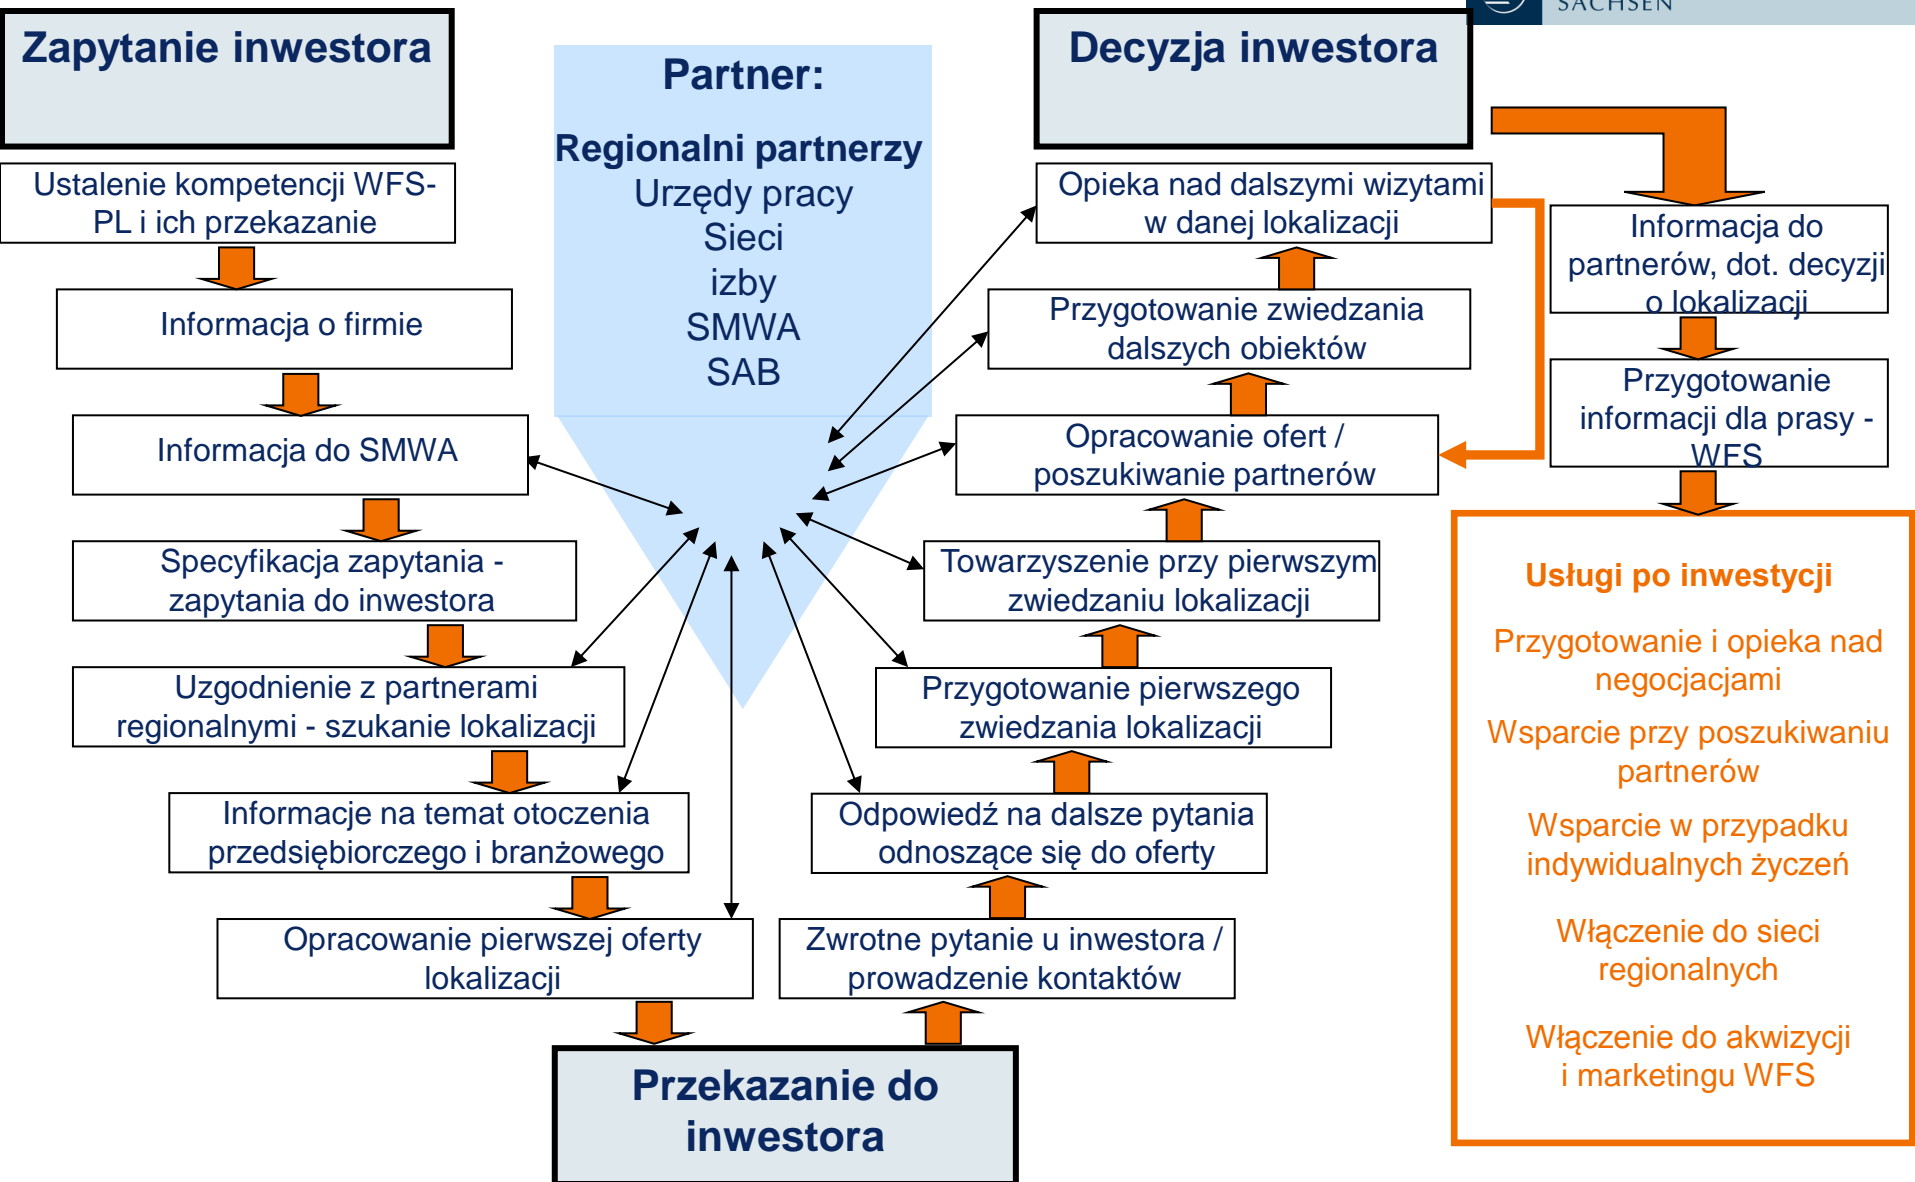 SACHSEN
Zapytanie inwestora
Ustalenie kompetencji WFS-
PL i ich przekazanie
Informacja o firmie
Informacja do SMWA
Specyfikacja zapytania -
zapytania do inwestora
Uzgodnienie z partnerami
regionalnymi - szukanie lokalizacji
Informacje na temat otoczenia
przedsiębiorczego i branżowego
Opracowanie pierwszej oferty
lokalizacji
Przekazanie do
inwestora
Partner:
Regionalni partnerzy
Urzędy pracy
Sieci
izby
SMWA
SAB
Decyzja inwestora
Opieka nad dalszymi wizytami
w danej lokalizacji
Przygotowanie zwiedzania
dalszych obiektów
Opracowanie ofert /
poszukiwanie partnerów
Towarzyszenie przy pierwszym
zwiedzaniu lokalizacji
Przygotowanie pierwszego
zwiedzania lokalizacji
Odpowiedź na dalsze pytania
odnoszące się do oferty
Zwrotne pytanie u inwestora /
prowadzenie kontaktów
Informacja do
partnerów, dot. decyzji
o lokalizacji
Przygotowanie
informacji dla prasy -
WFS
Usługi po inwestycji
Przygotowanie i opieka nad
negocjacjami
Wsparcie przy poszukiwaniu
partnerów
Wsparcie w przypadku
indywidualnych życzeń
Włączenie do sieci
regionalnych
Włączenie do akwizycji
i marketingu WFS